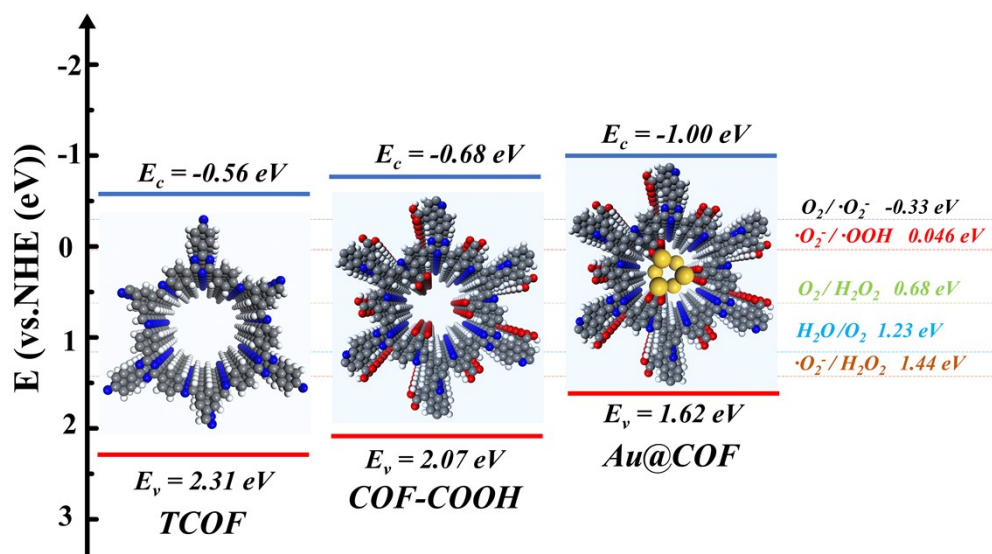 E (vs.NHE (eV))
-2
-1
0
1
2
3
E_c = -0.56 eV
E_v = 2.31 eV
TCOF
E_c = -0.68 eV
E_v = 2.07 eV
COF-COOH
E_c = -1.00 eV
E_v = 1.62 eV
Au@COF
O₂/·O₂⁻ -0.33 eV
·O₂⁻/·OOH 0.046 eV
O₂/H₂O₂ 0.68 eV
H₂O/O₂ 1.23 eV
·O₂⁻/H₂O₂ 1.44 eV